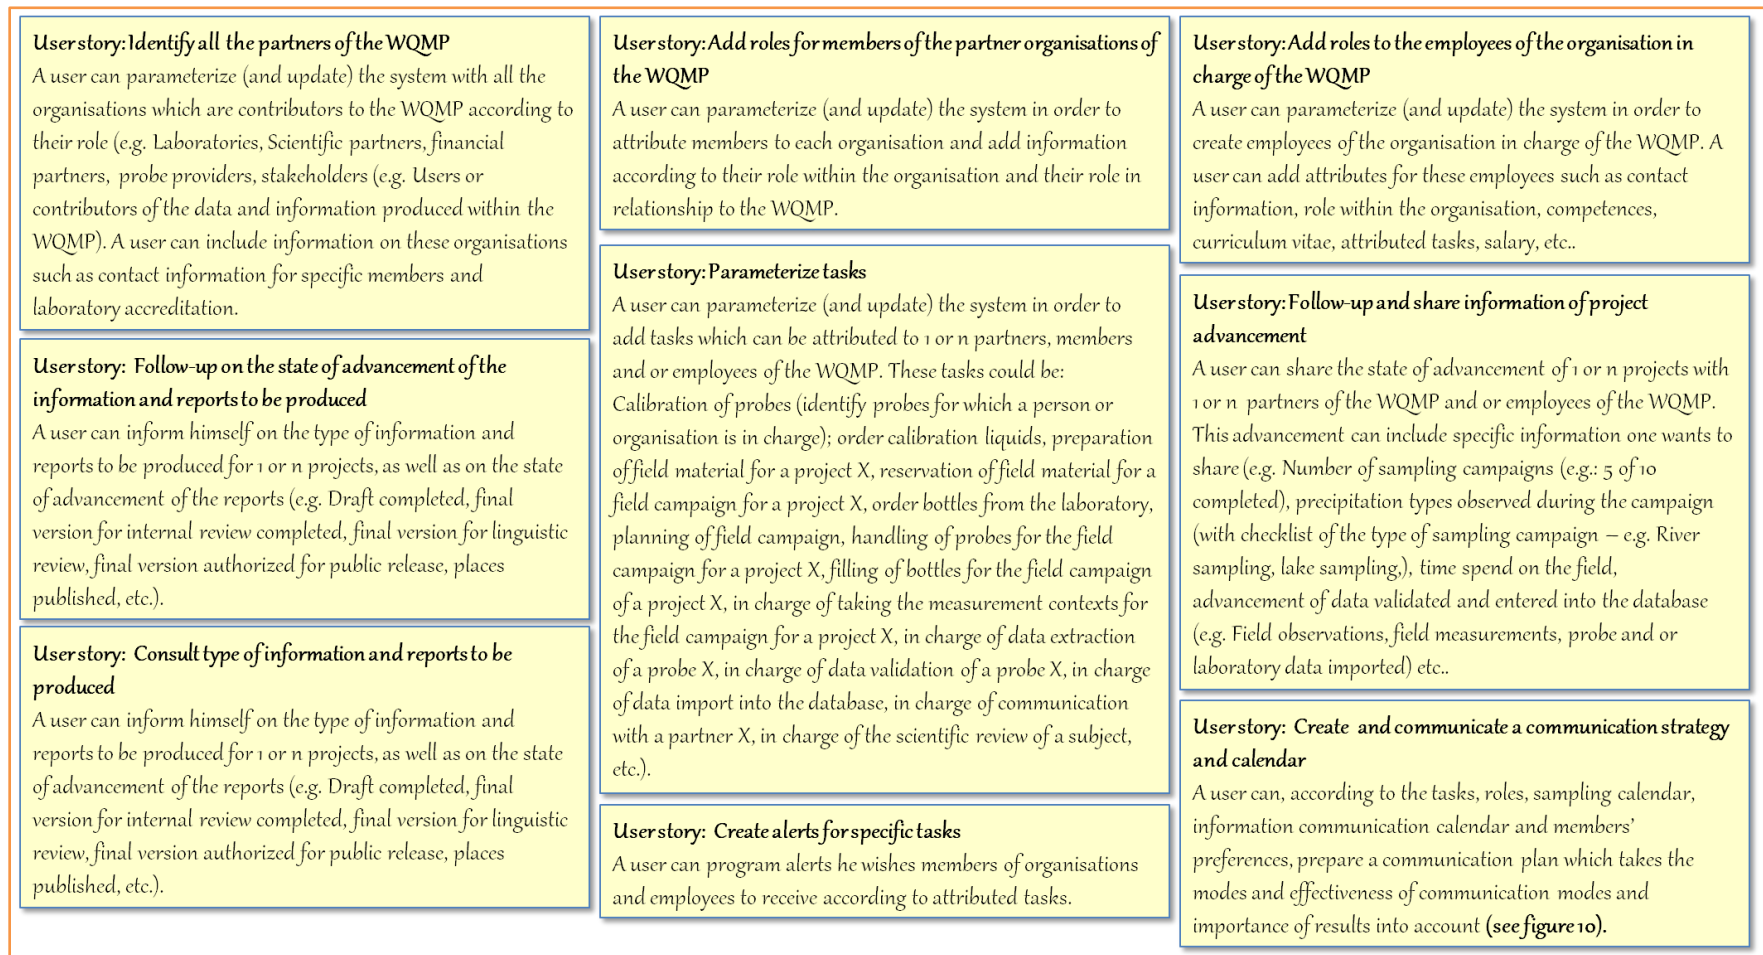 User story: Identify all the partners of the WQMP
A user can parameterize (and update) the system with all the
organisations which are contributors to the WQMP according to
their role (e.g. Laboratories, Scientific partners, financial
partners, probe providers, stakeholders (e.g. Users or
contributors of the data and information produced within the
WQMP). A user can include information on these organisations
such as contact information for specific members and
laboratory accreditation.
User story: Follow-up on the state of advancement of the
information and reports to be produced
A user can inform himself on the type of information and
reports to be produced for 1 or n projects, as well as on the state
of advancement of the reports (e.g. Draft completed, final
version for internal review completed, final version for linguistic
review, final version authorized for public release, places
published, etc.).
User story: Consult type of information and reports to be
produced
A user can inform himself on the type of information and
reports to be produced for 1 or n projects, as well as on the state
of advancement of the reports (e.g. Draft completed, final
version for internal review completed, final version for linguistic
review, final version authorized for public release, places
published, etc.).
User story: Add roles for members of the partner organisations of
the WQMP
A user can parameterize (and update) the system in order to
attribute members to each organisation and add information
according to their role within the organisation and their role in
relationship to the WQMP.
User story: Parameterize tasks
A user can parameterize (and update) the system in order to
add tasks which can be attributed to 1 or n partners, members
and or employees of the WQMP. These tasks could be:
Calibration of probes (identify probes for which a person or
organisation is in charge); order calibration liquids, preparation
of field material for a project X, reservation of field material for a
field campaign for a project X, order bottles from the laboratory,
planning of field campaign, handling of probes for the field
campaign for a project X, filling of bottles for the field campaign
of a project X, in charge of taking the measurement contexts for
the field campaign for a project X, in charge of data extraction
of a probe X, in charge of data validation of a probe X, in charge
of data import into the database, in charge of communication
with a partner X, in charge of the scientific review of a subject,
etc.).
User story: Create alerts for specific tasks
A user can program alerts he wishes members of organisations
and employees to receive according to attributed tasks.
User story: Add roles to the employees of the organisation in
charge of the WQMP
A user can parameterize (and update) the system in order to
create employees of the organisation in charge of the WQMP. A
user can add attributes for these employees such as contact
information, role within the organisation, competences,
curriculum vitae, attributed tasks, salary, etc..
User story: Follow-up and share information of project
advancement
A user can share the state of advancement of 1 or n projects with
1 or n partners of the WQMP and or employees of the WQMP.
This advancement can include specific information one wants to
share (e.g. Number of sampling campaigns (e.g.: 5 of 10
completed), precipitation types observed during the campaign
(with checklist of the type of sampling campaign – e.g. River
sampling, lake sampling,), time spend on the field,
advancement of data validated and entered into the database
(e.g. Field observations, field measurements, probe and or
laboratory data imported) etc..
User story: Create and communicate a communication strategy
and calendar
A user can, according to the tasks, roles, sampling calendar,
information communication calendar and members'
preferences, prepare a communication plan which takes the
modes and effectiveness of communication modes and
importance of results into account (see figure 10).